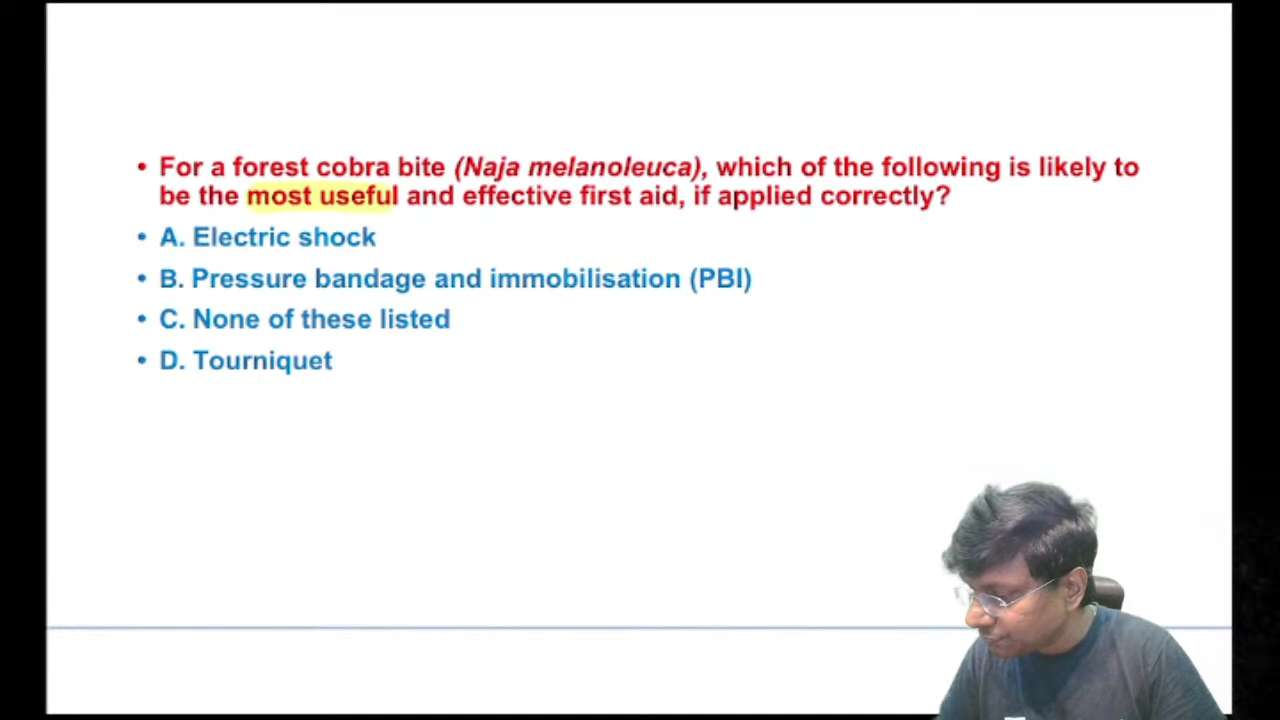 • For a forest cobra bite (Naja melanoleuca), which of the following is likely to
be the most useful and effective first aid, if applied correctly?
• A. Electric shock
• B. Pressure bandage and immobilisation (PBI)
• C. None of these listed
• D. Tourniquet